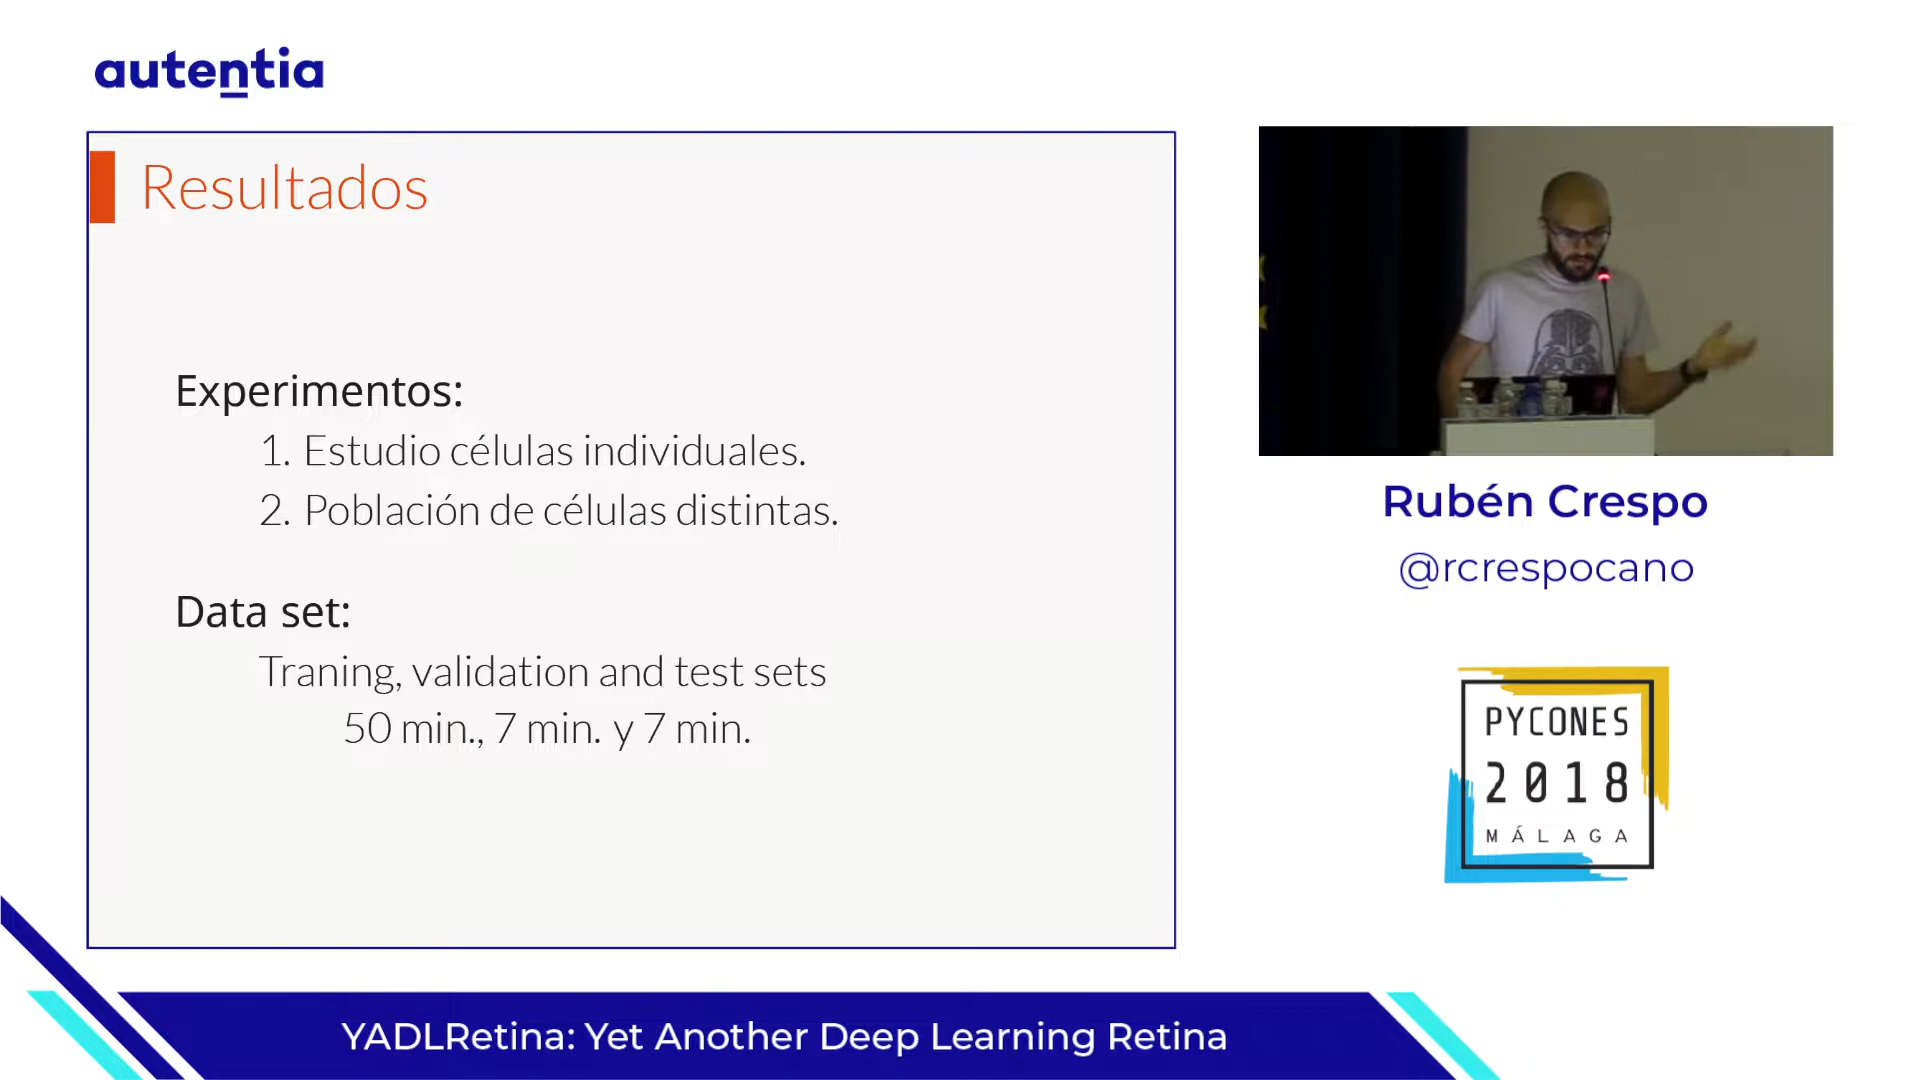 autentia
Resultados
Experimentos:
1. Estudio células individuales.
2. Población de células distintas.
Data set:
Traning, validation and test sets
50 min., 7 min. y 7 min.
Rubén Crespo
@rcrespocano
PYCONES
2018
MÁLAGA
YADLRetina: Yet Another Deep Learning Retina